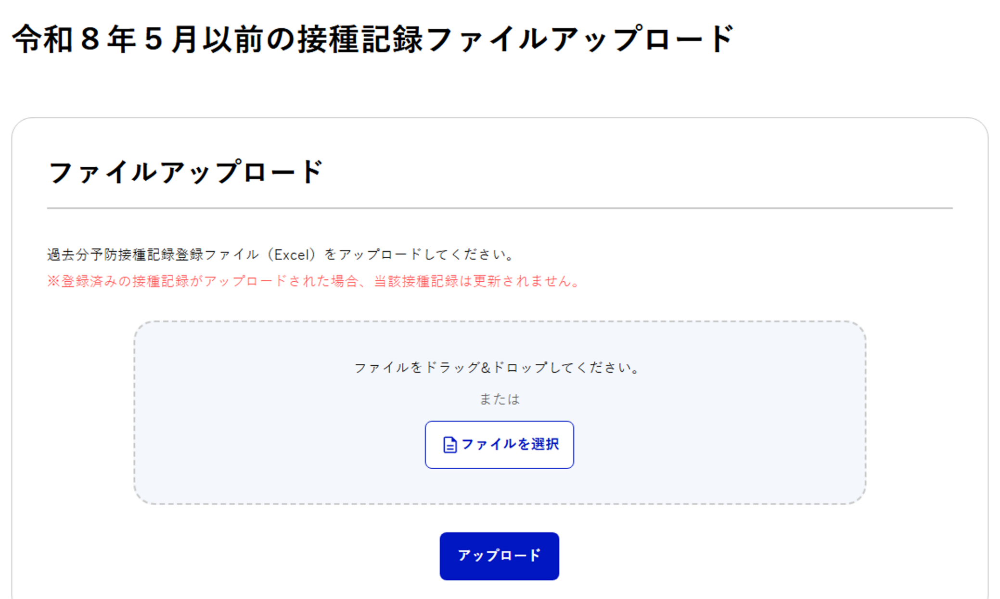 令和８年５月以前の接種記録ファイルアップロード
ファイルアップロード
過去分予防接種記録登録ファイル（Excel）をアップロードしてください。
※登録済みの接種記録がアップロードされた場合、当該接種記録は更新されません。
ファイルをドラッグ&ドロップしてください。
または
ファイルを選択
アップロード